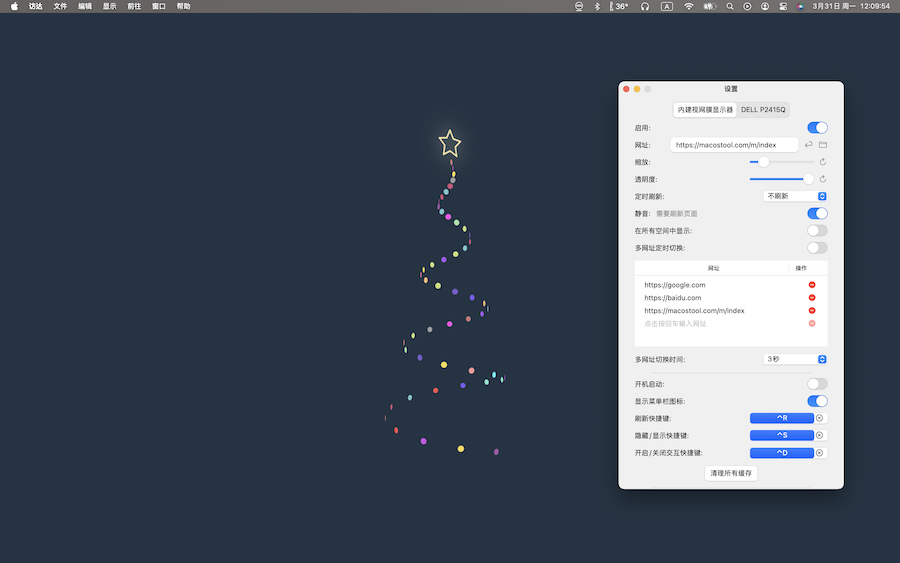 访达 文件 编辑 显示 前往 窗口 帮助
36° A 3月31日 周一 12:09:54
设置
内建视网膜显示器 DELL P2415Q
启用:
网址: https://macostool.com/m/index
缩放:
透明度:
定时刷新: 不刷新
静音: 需要刷新页面
在所有空间中显示:
多网址定时切换:
网址 操作
https://google.com
https://baidu.com
https://macostool.com/m/index
点击按回车输入网址
多网址切换时间: 3秒
开机启动:
显示菜单栏图标:
刷新快捷键: ^R
隐藏/显示快捷键: ^S
开启/关闭交互快捷键: ^D
清理所有缓存